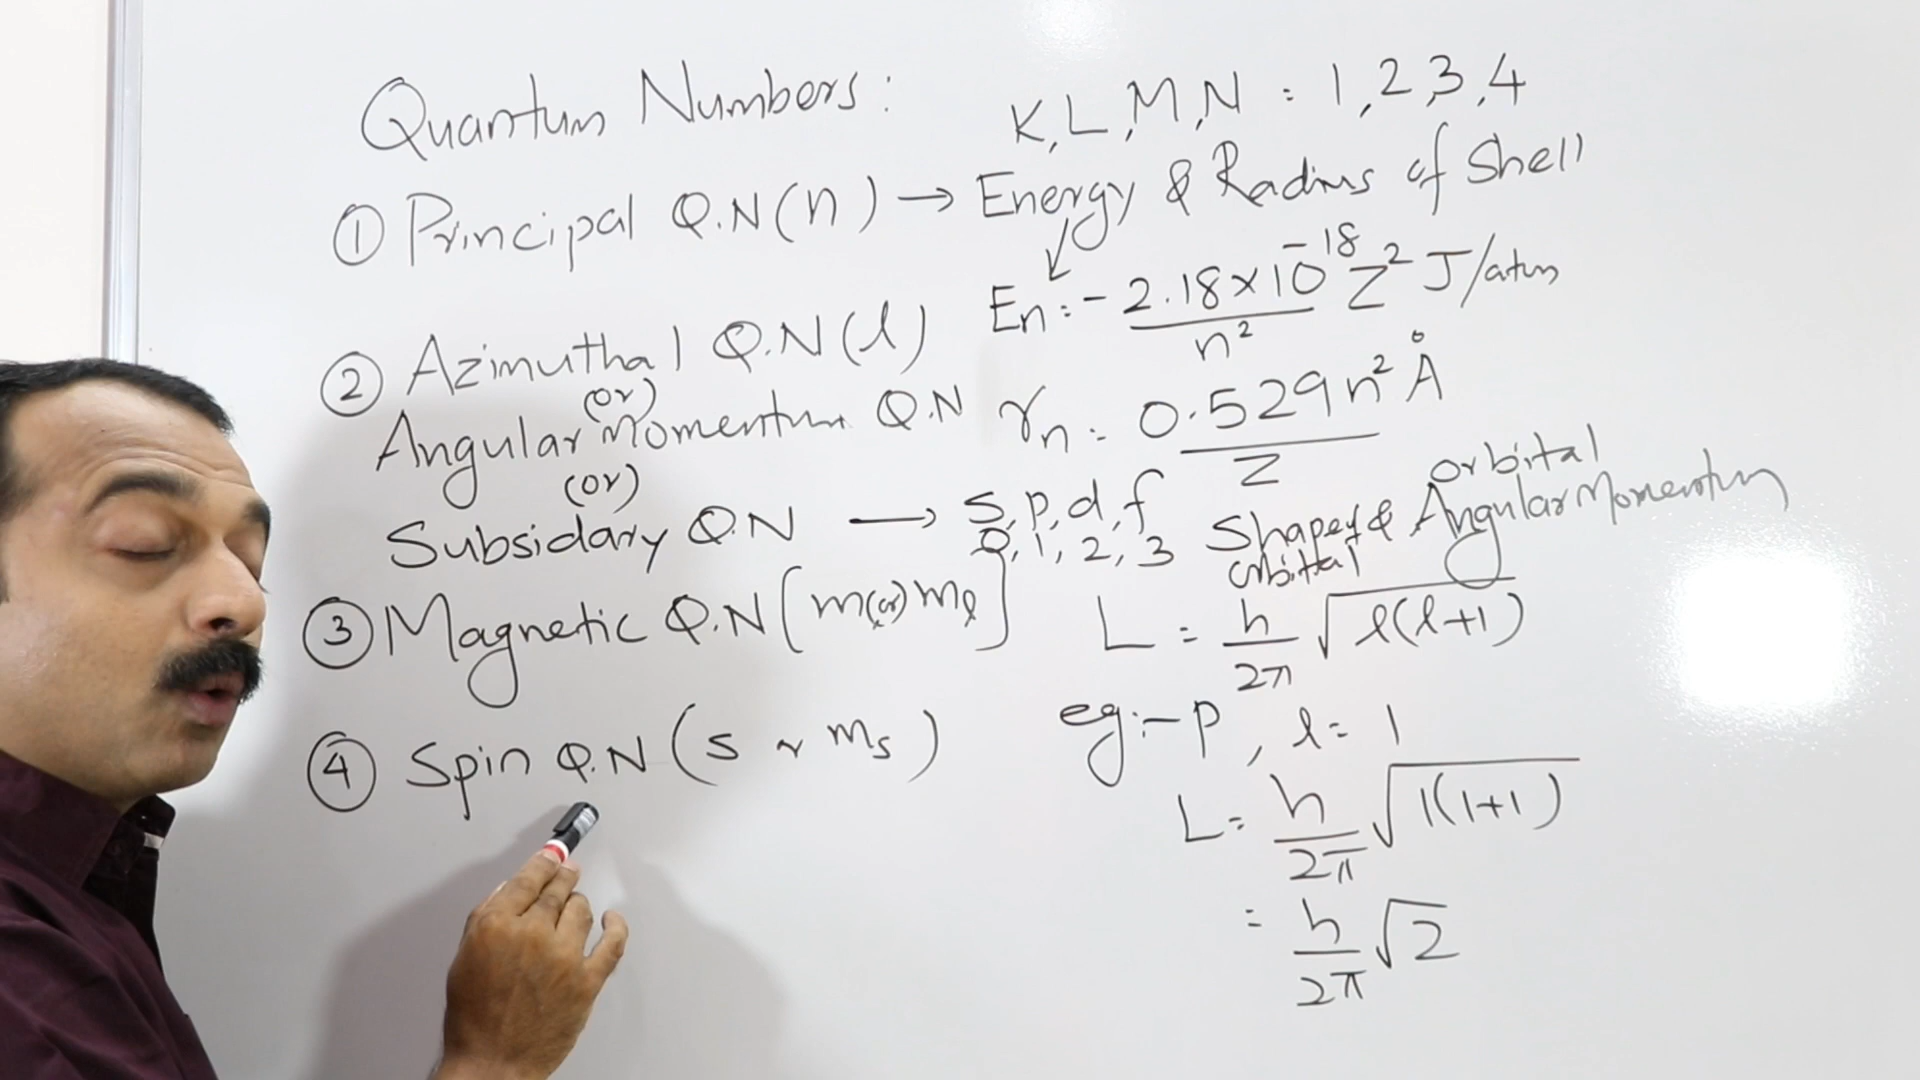 Quantum Numbers:
K, L, M, N = 1, 2, 3, 4
① Principal Q.N (n) → Energy & Radius of Shell
En = - 2.18 × 10^-18 Z² J/atom
n²
② Azimuthal Q.N (l)
(or)
Angular Momentum Q.N
rn = 0.529 n² Å
Z
(or)
Subsidary Q.N → s, p, d, f
0, 1, 2, 3
Shape of & orbital Angular Momentum
orbital
③ Magnetic Q.N [m (or) ml]
L = h/2π √l(l+1)
④ Spin Q.N (s or ms)
eg:- p, l = 1
L = h/2π √1(1+1)
= h/2π √2